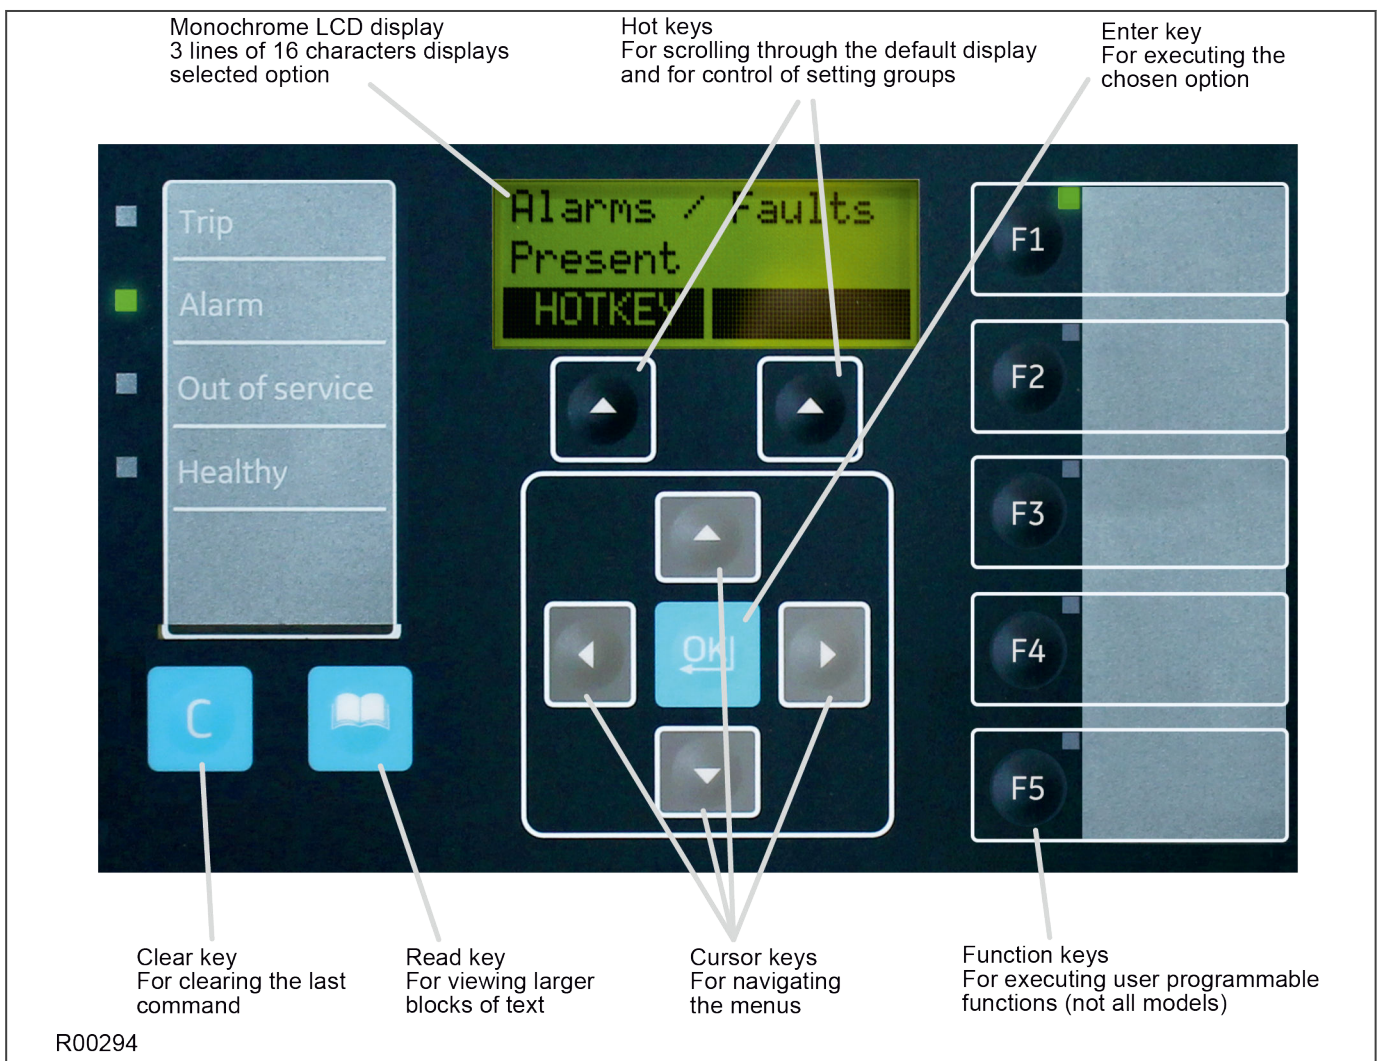 Monochrome LCD display
3 lines of 16 characters displays
selected option
Hot keys
For scrolling through the default display
and for control of setting groups
Enter key
For executing the
chosen option
Trip
Alarm
Out of service
Healthy
Alarms / Faults
Present
HOTKEY
F1
F2
F3
F4
F5
OK
C
Clear key
For clearing the last
command
Read key
For viewing larger
blocks of text
Cursor keys
For navigating
the menus
Function keys
For executing user programmable
functions (not all models)
R00294